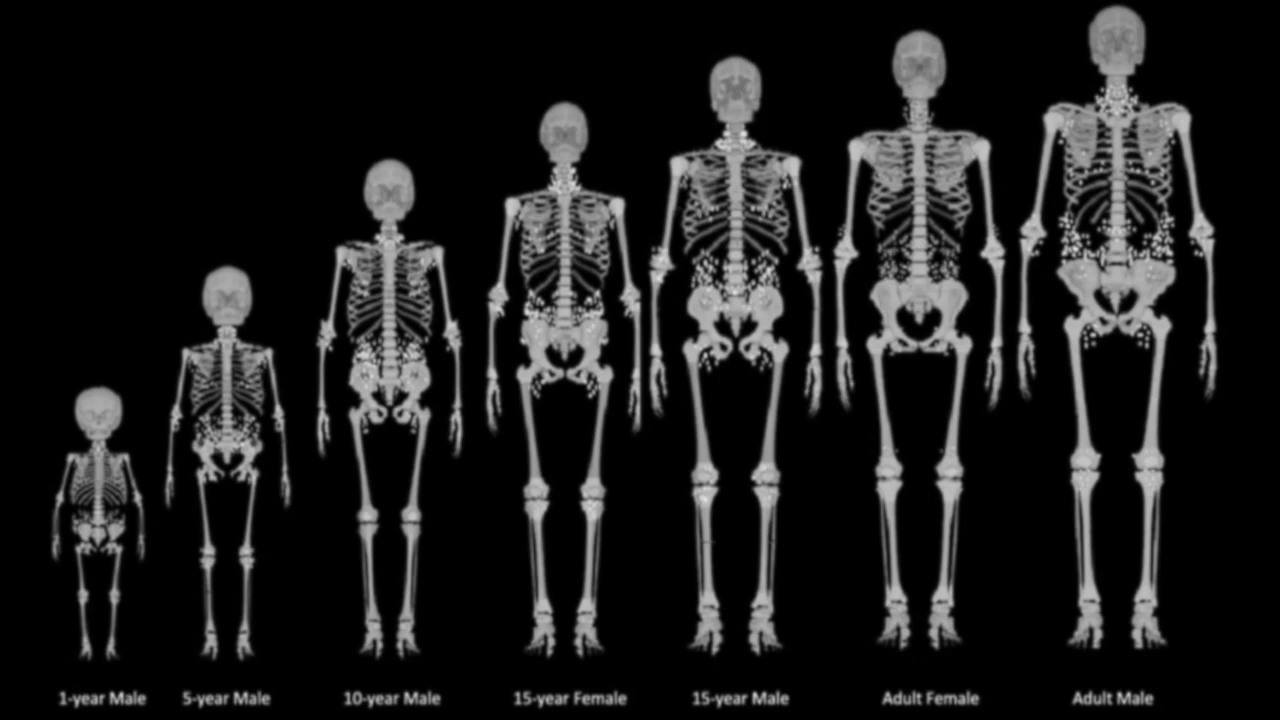 1-year Male
5-year Male
10-year Male
15-year Female
15-year Male
Adult Female
Adult Male